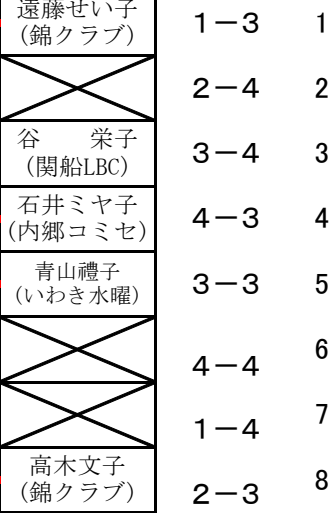 遠藤せい子
(錦クラブ)
1－3 1
2－4 2
谷　　栄子
(関船LBC)
3－4 3
石井ミヤ子
(内郷コミセ)
4－3 4
青山禮子
(いわき水曜)
3－3 5
4－4 6
1－4 7
高木文子
(錦クラブ)
2－3 8